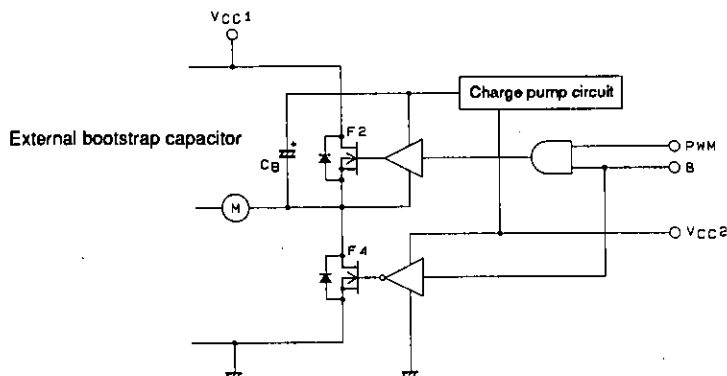 VCC1
Charge pump circuit
External bootstrap capacitor
F2
+
CB
PWM
B
M
VCC2
F4